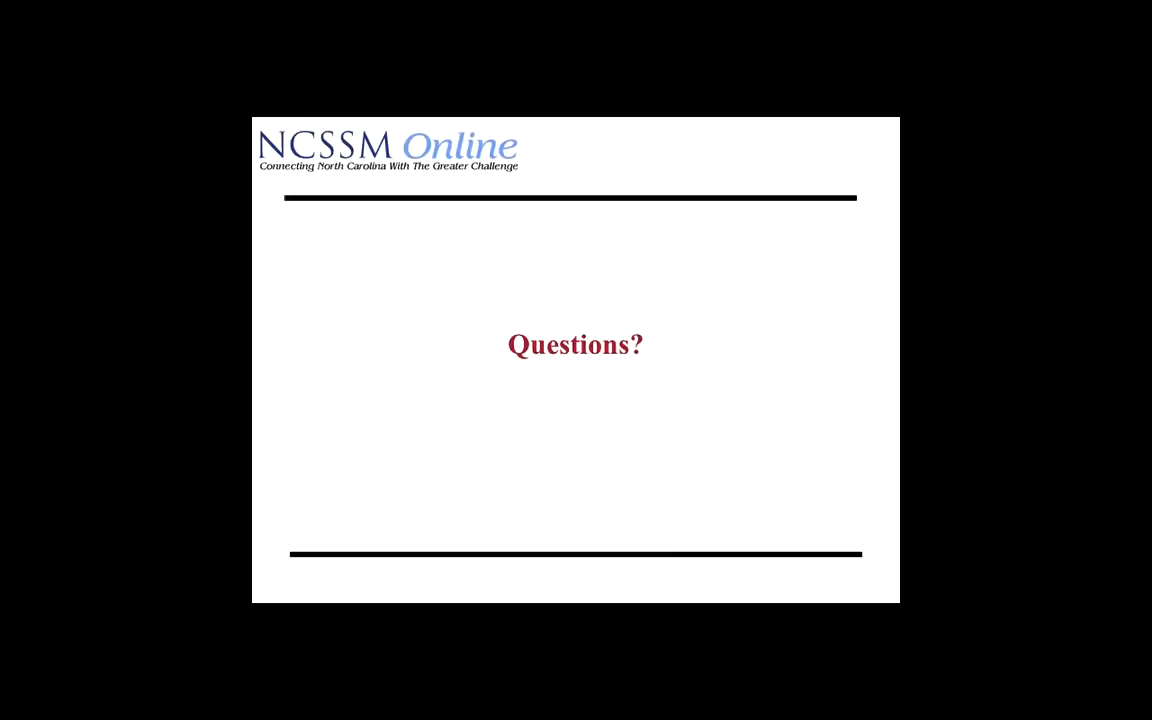 NCSSM Online
Connecting North Carolina With The Greater Challenge
Questions?